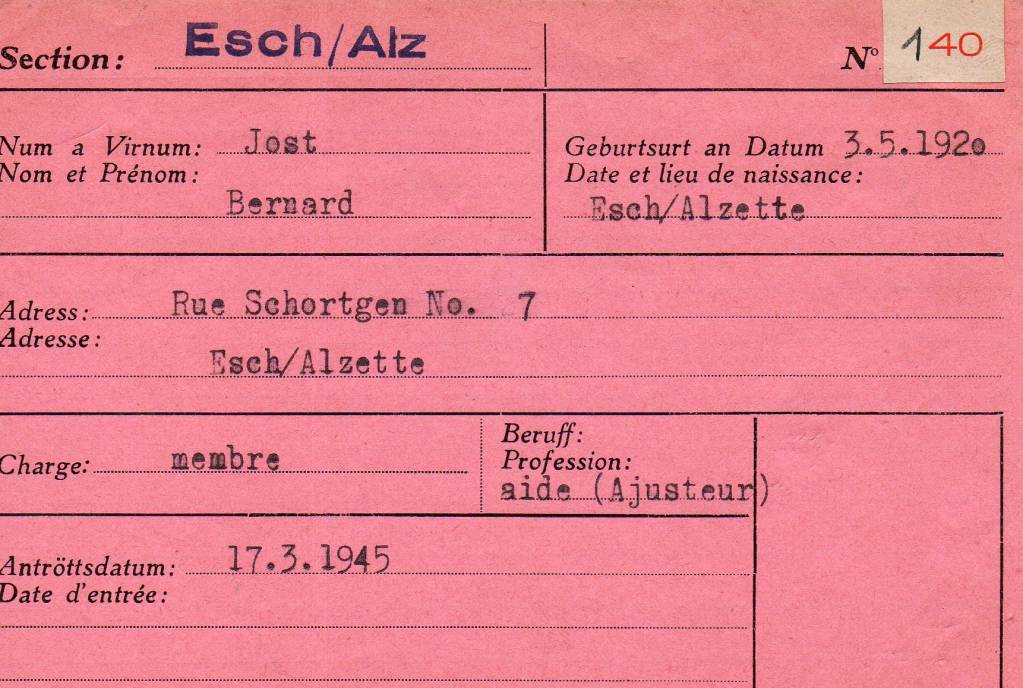 Section: Esch/Alz
Nº 140
Num a Virnum: Jost
Nom et Prénom:
Bernard
Geburtsurt an Datum 3.5.1920
Date et lieu de naissance:
Esch/Alzette
Adress: Rue Schortgen No. 7
Adresse:
Esch/Alzette
Charge: membre
Beruff:
Profession:
aide (Ajusteur)
Antröttsdatum: 17.3.1945
Date d'entrée: